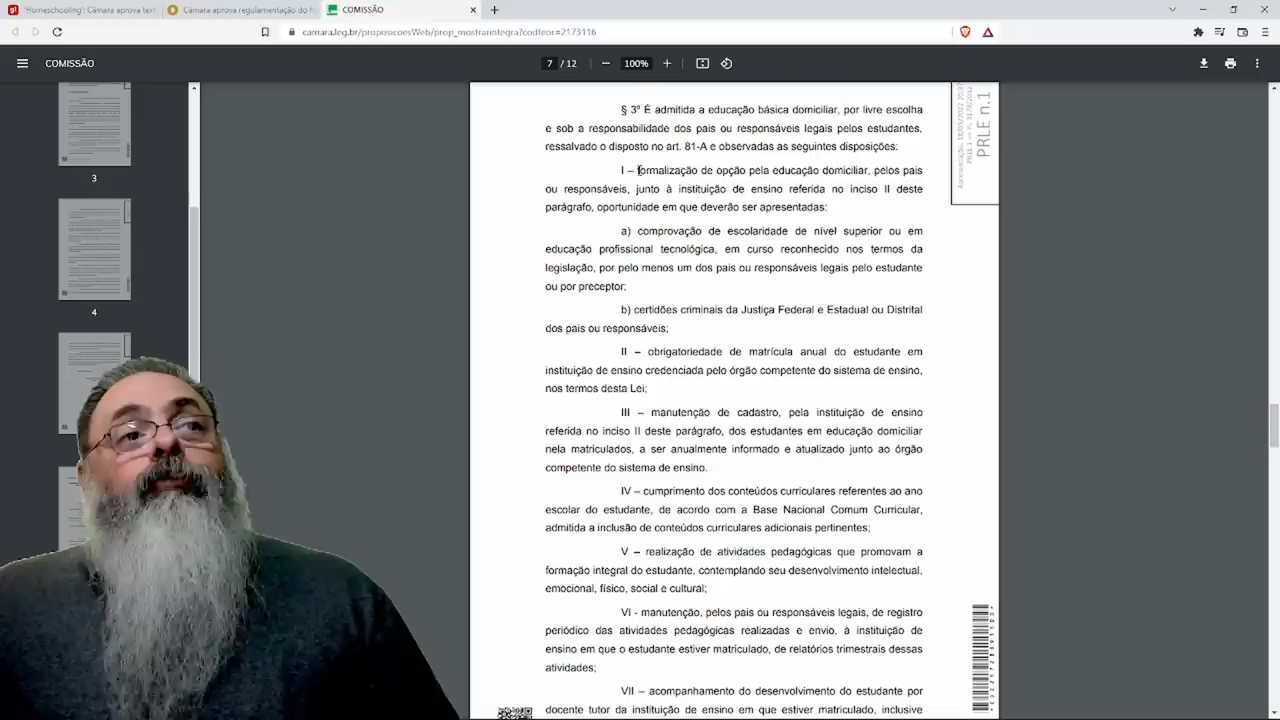 'Homeschooling': Câmara aprova text
Câmara aprova regulamentação do h
COMISSÃO
camara.leg.br/proposicoesWeb/prop_mostrarintegra?codteor=2173116
COMISSÃO
7 / 12
100%
4
§ 3º É admitida a educação básica domiciliar, por livre escolha
e sob a responsabilidade dos pais ou responsáveis legais pelos estudantes,
ressalvado o disposto no art. 81-A e observadas as seguintes disposições:
I – formalização de opção pela educação domiciliar, pelos pais
ou responsáveis, junto à instituição de ensino referida no inciso II deste
parágrafo, oportunidade em que deverão ser apresentadas:
a) comprovação de escolaridade de nível superior ou em
educação profissional tecnológica, em curso reconhecido nos termos da
legislação, por pelo menos um dos pais ou responsáveis legais pelo estudante
ou por preceptor;
b) certidões criminais da Justiça Federal e Estadual ou Distrital
dos pais ou responsáveis;
II – obrigatoriedade de matrícula anual do estudante em
instituição de ensino credenciada pelo órgão competente do sistema de ensino,
nos termos desta Lei;
III – manutenção de cadastro, pela instituição de ensino
referida no inciso II deste parágrafo, dos estudantes em educação domiciliar
nela matriculados, a ser anualmente informado e atualizado junto ao órgão
competente do sistema de ensino.
IV – cumprimento dos conteúdos curriculares referentes ao ano
escolar do estudante, de acordo com a Base Nacional Comum Curricular,
admitida a inclusão de conteúdos curriculares adicionais pertinentes;
V – realização de atividades pedagógicas que promovam a
formação integral do estudante, contemplando seu desenvolvimento intelectual,
emocional, físico, social e cultural;
VI - manutenção, pelos pais ou responsáveis legais, de registro
periódico das atividades pedagógicas realizadas e envio, à instituição de
ensino em que o estudante estiver matriculado, de relatórios trimestrais dessas
atividades;
VII – acompanhamento do desenvolvimento do estudante por
docente tutor da instituição de ensino em que estiver matriculado, inclusive
PRLE n.1